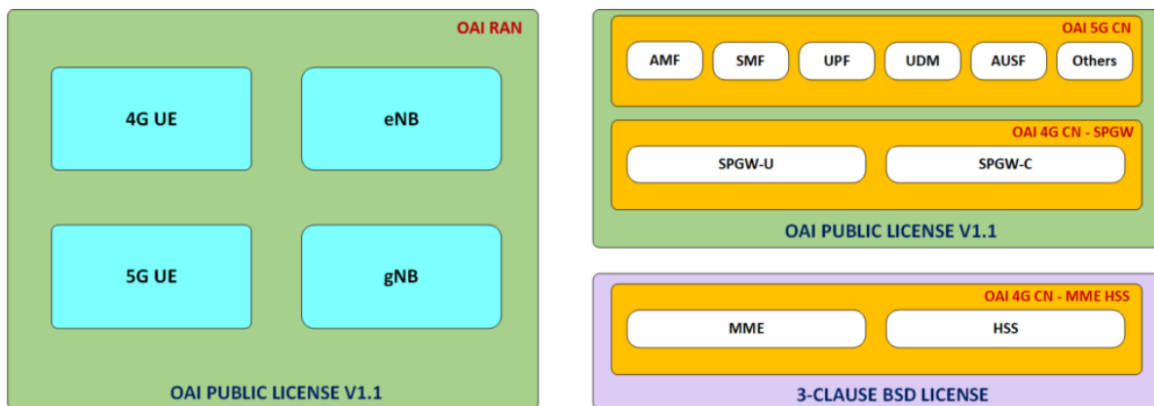 OAI RAN
4G UE
eNB
5G UE
gNB
OAI PUBLIC LICENSE V1.1
OAI 5G CN
AMF
SMF
UPF
UDM
AUSF
Others
OAI 4G CN - SPGW
SPGW-U
SPGW-C
OAI PUBLIC LICENSE V1.1
OAI 4G CN - MME HSS
MME
HSS
3-CLAUSE BSD LICENSE